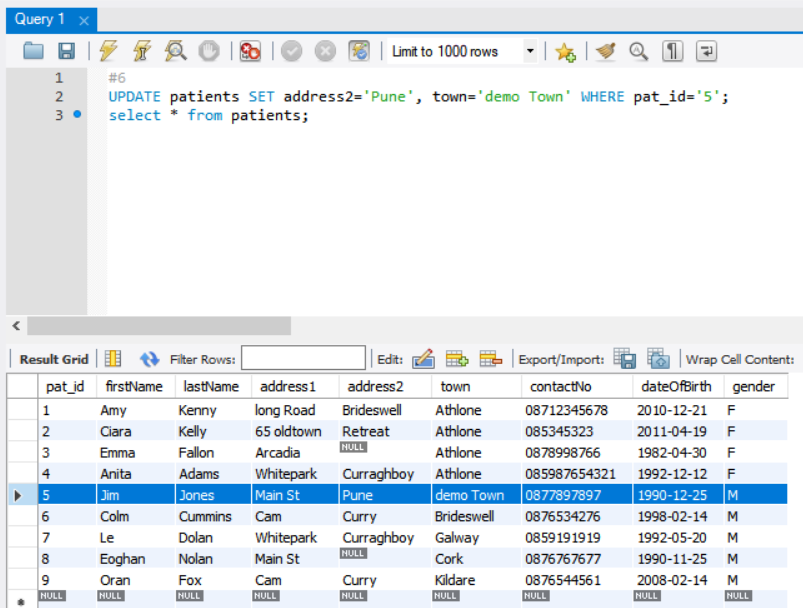 Query 1
Limit to 1000 rows
1 #6
2 UPDATE patients SET address2='Pune', town='demo Town' WHERE pat_id='5';
3 select * from patients;
Result Grid Filter Rows: Edit: Export/Import: Wrap Cell Content:
pat_id firstName lastName address1 address2 town contactNo dateOfBirth gender
1 Amy Kenny long Road Brideswell Athlone 08712345678 2010-12-21 F
2 Ciara Kelly 65 oldtown Retreat Athlone 085345323 2011-04-19 F
3 Emma Fallon Arcadia NULL Athlone 0878998766 1982-04-30 F
4 Anita Adams Whitepark Curraghboy Athlone 085987654321 1992-12-12 F
5 Jim Jones Main St Pune demo Town 0877897897 1990-12-25 M
6 Colm Cummins Cam Curry Brideswell 0876534276 1998-02-14 M
7 Le Dolan Whitepark Curraghboy Galway 0859191919 1992-05-20 M
8 Eoghan Nolan Main St NULL Cork 0876767677 1990-11-25 M
9 Oran Fox Cam Curry Kildare 0876544561 2008-02-14 M
NULL NULL NULL NULL NULL NULL NULL NULL NULL